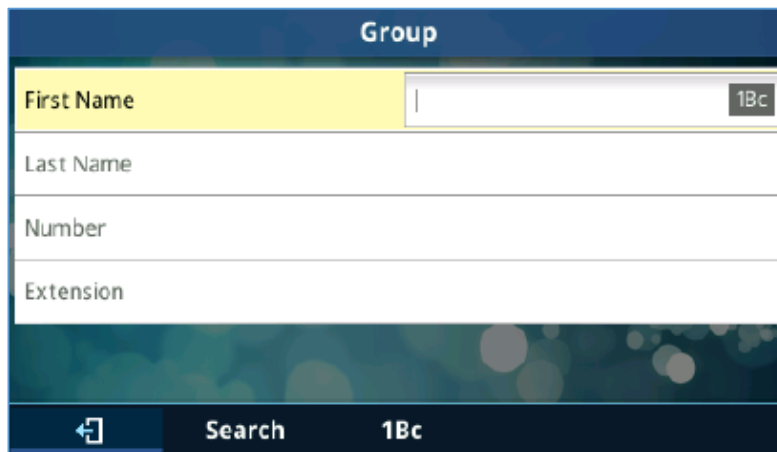 Group
First Name 1Bc
Last Name
Number
Extension
Search 1Bc